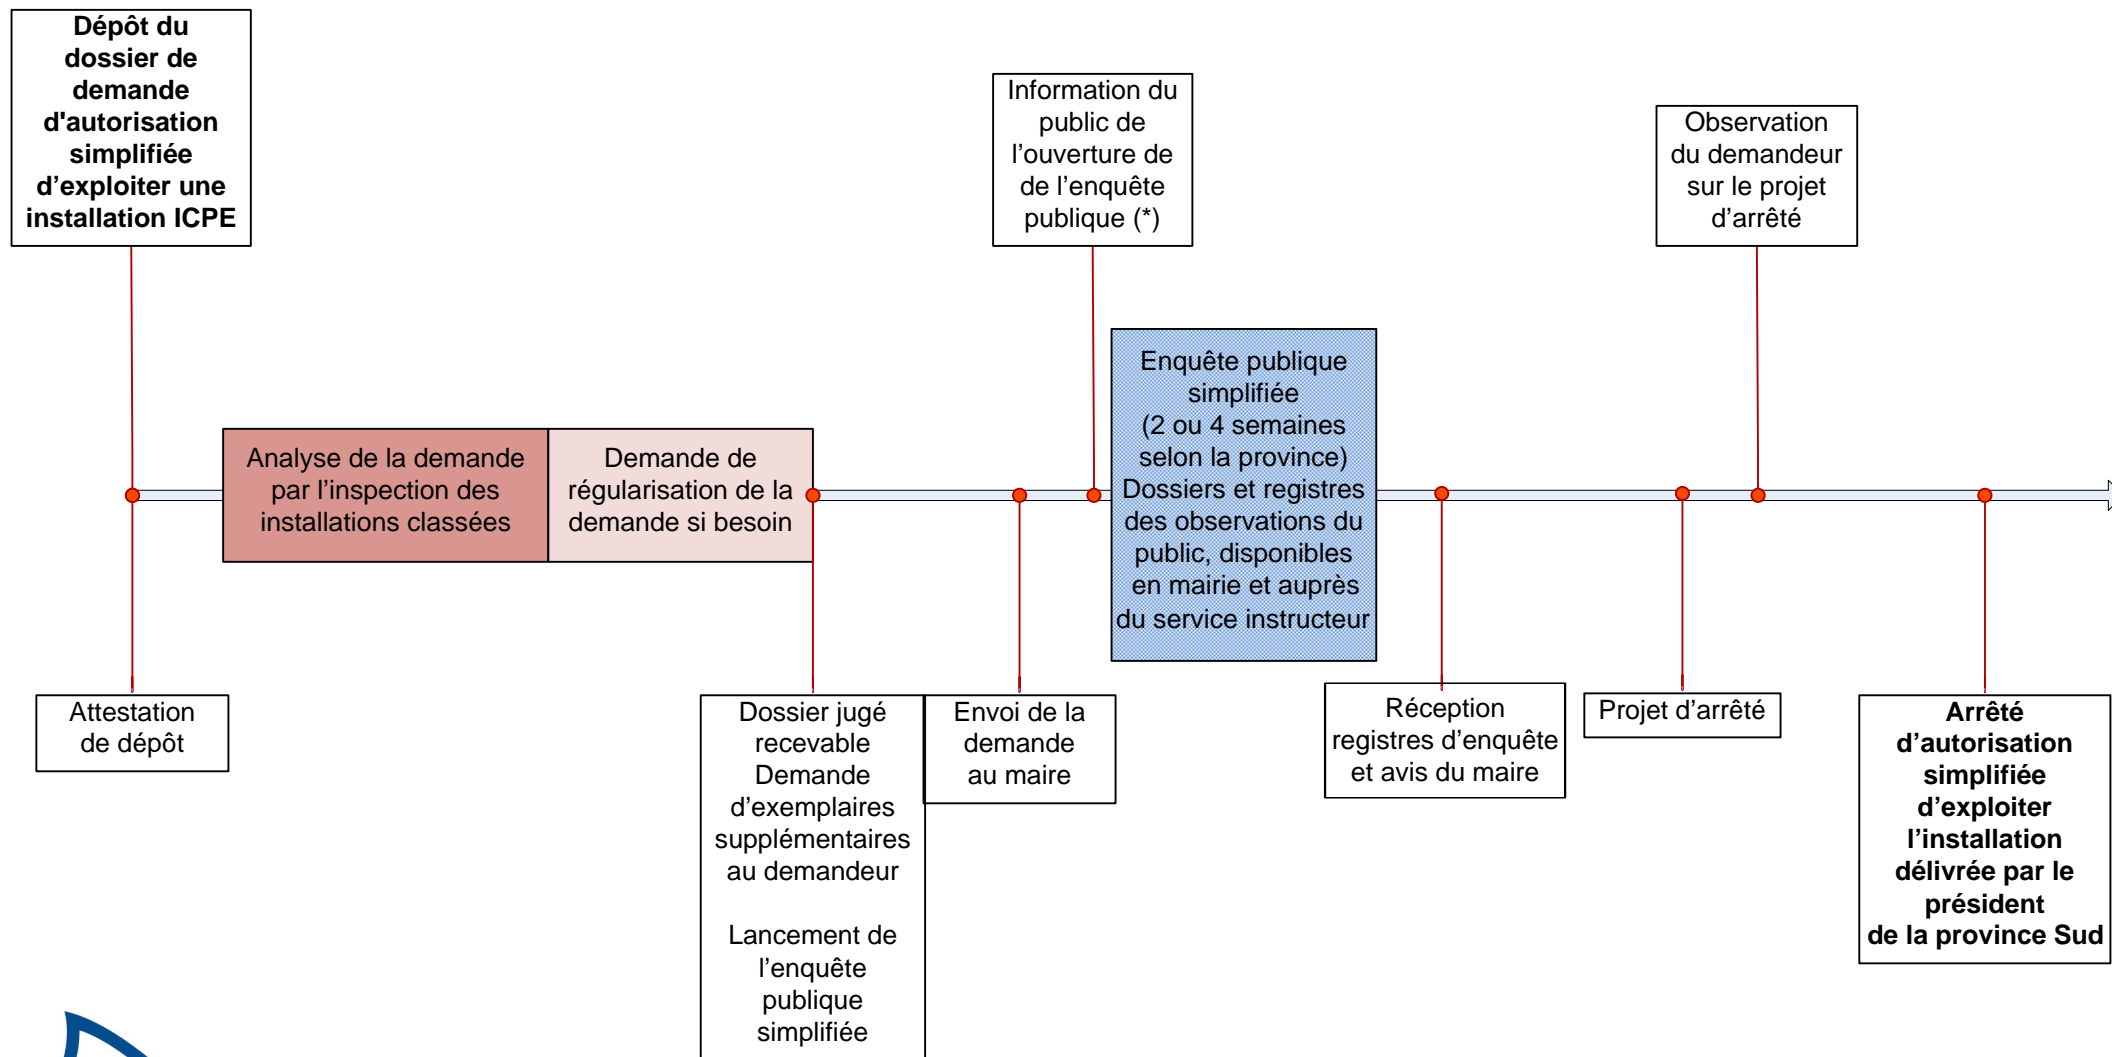 Dépôt du
dossier de
demande
d'autorisation
simplifiée
d’exploiter une
installation ICPE
Information du
public de
l’ouverture de
de l’enquête
publique (*)
Observation
du demandeur
sur le projet
d’arrêté
Analyse de la demande
par l’inspection des
installations classées
Demande de
régularisation de la
demande si besoin
Enquête publique
simplifiée
(2 ou 4 semaines
selon la province)
Dossiers et registres
des observations du
public, disponibles
en mairie et auprès
du service instructeur
Attestation
de dépôt
Dossier jugé
recevable
Demande
d’exemplaires
supplémentaires
au demandeur
Lancement de
l’enquête
publique
simplifiée
Envoi de la
demande
au maire
Réception
registres d’enquête
et avis du maire
Projet d’arrêté
Arrêté
d’autorisation
simplifiée
d’exploiter
l’installation
délivrée par le
président
de la province Sud